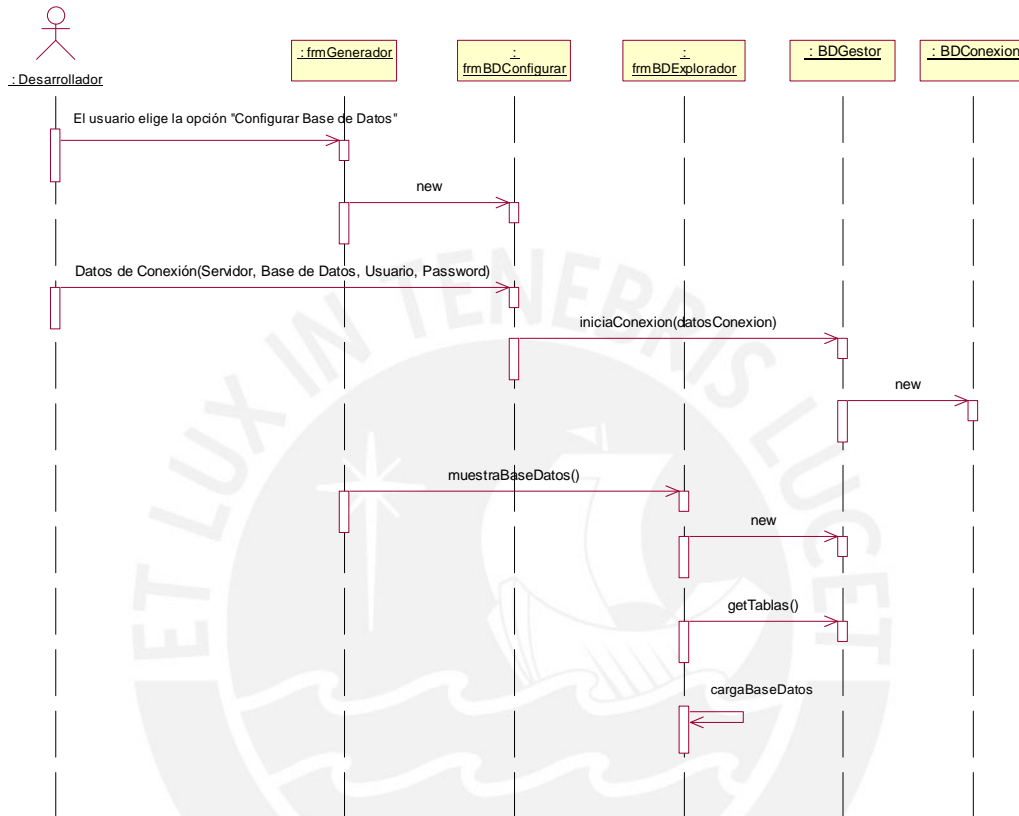 : Desarrollador
: frmGenerador
:
frmBDConfigurar
:
frmBDExplorador
: BDGestor
: BDConexion
El usuario elige la opción "Configurar Base de Datos"
new
Datos de Conexión(Servidor, Base de Datos, Usuario, Password)
iniciaConexion(datosConexion)
new
muestraBaseDatos()
new
getTablas()
cargaBaseDatos
ET LUX IN TENEBRIS LUCET